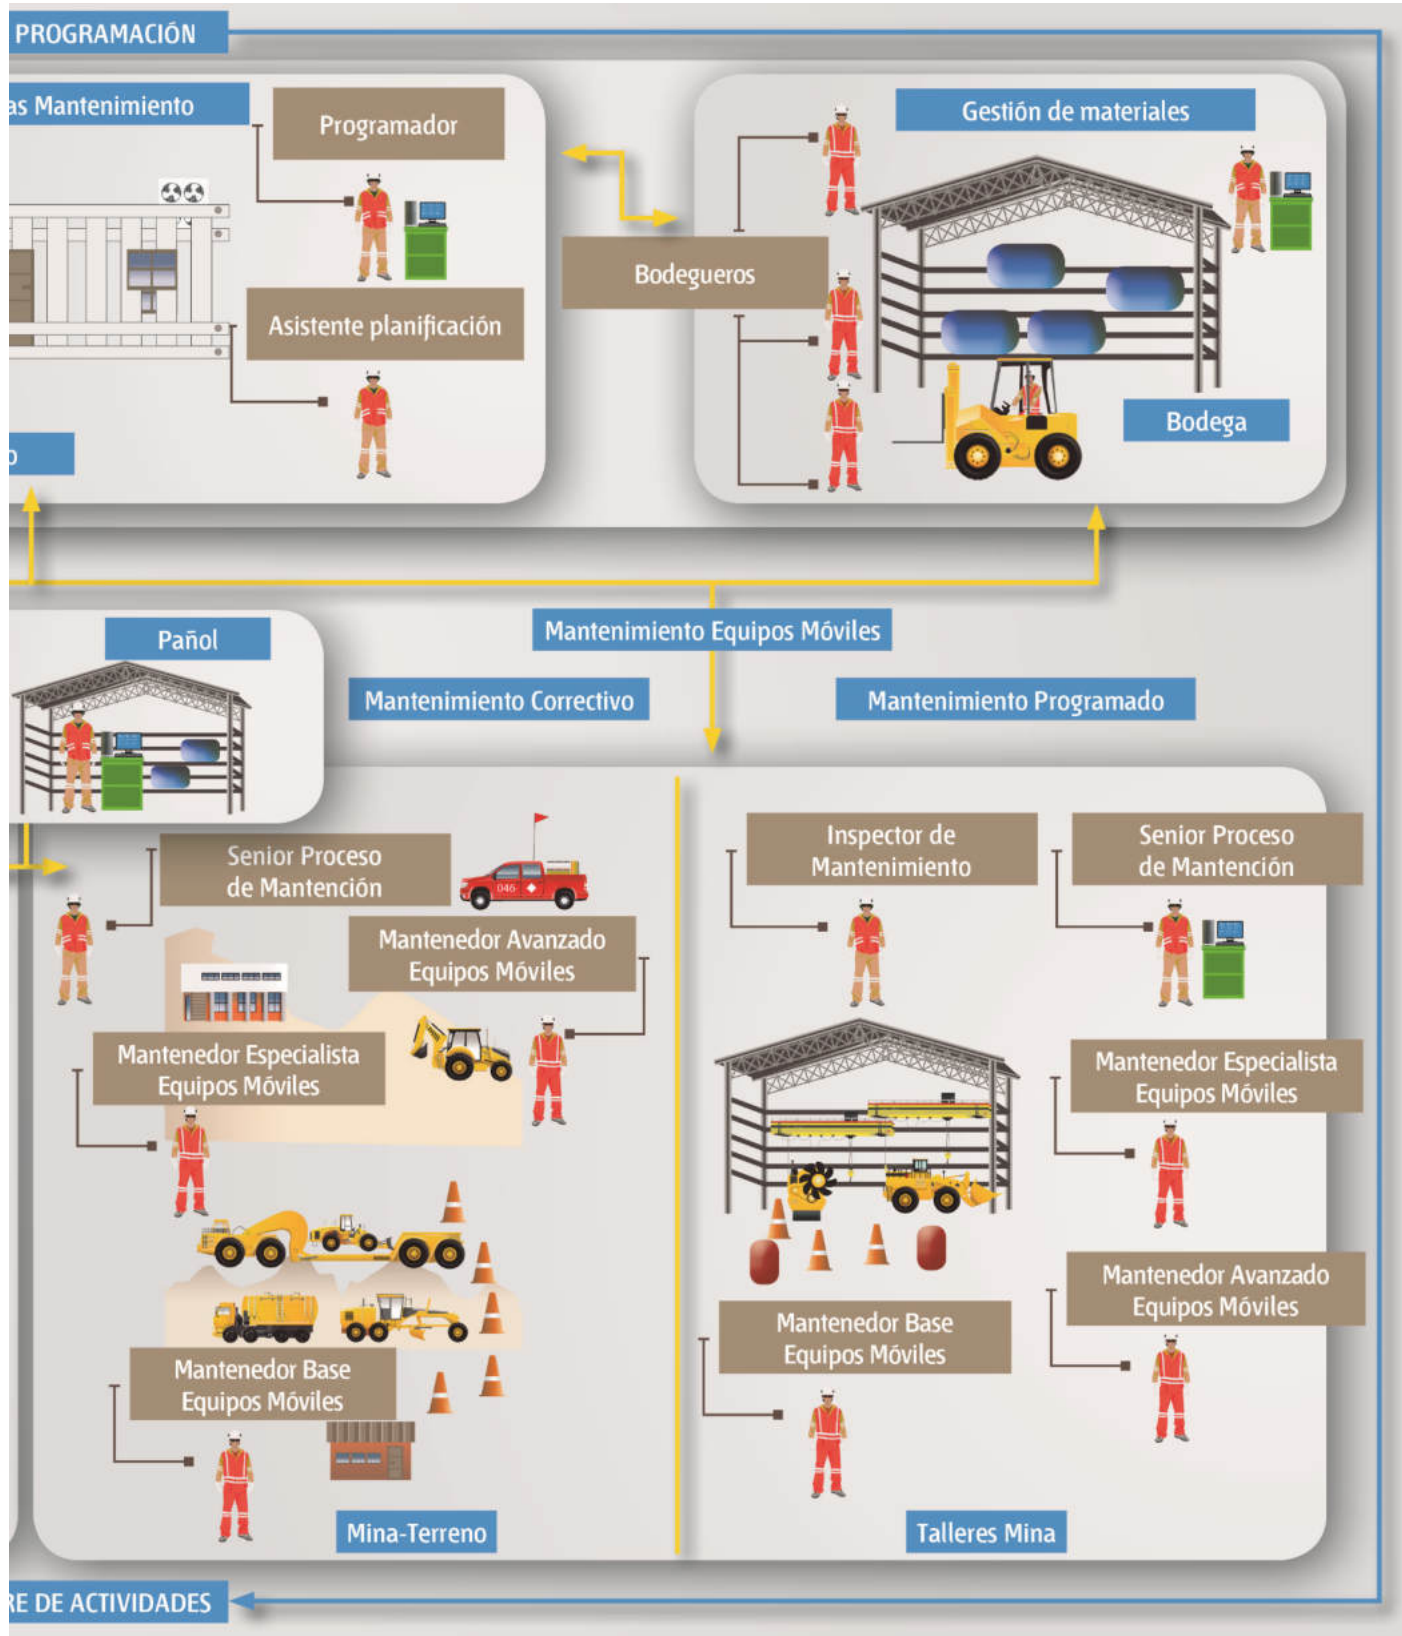 PROGRAMACIÓN
as Mantenimiento
Programador
Asistente planificación
o
Gestión de materiales
Bodegueros
Bodega
Mantenimiento Equipos Móviles
Pañol
Mantenimiento Correctivo
Mantenimiento Programado
Senior Proceso
de Mantención
046
Mantenedor Avanzado
Equipos Móviles
Mantenedor Especialista
Equipos Móviles
Mantenedor Base
Equipos Móviles
Mina-Terreno
Inspector de
Mantenimiento
Senior Proceso
de Mantención
Mantenedor Especialista
Equipos Móviles
Mantenedor Avanzado
Equipos Móviles
Mantenedor Base
Equipos Móviles
Talleres Mina
RE DE ACTIVIDADES